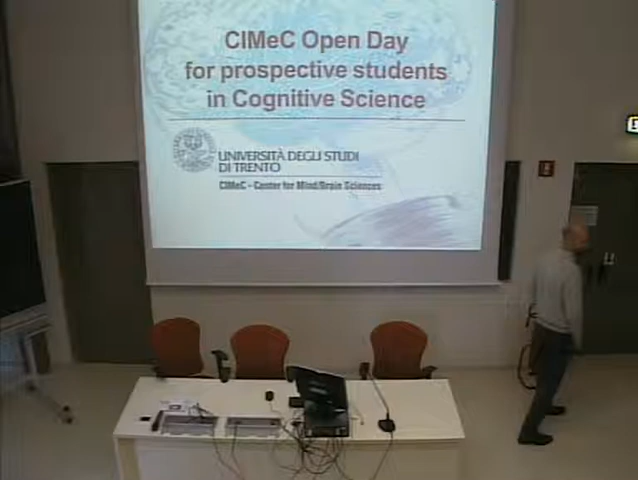 CIMeC Open Day
for prospective students
in Cognitive Science
UNIVERSITÀ DEGLI STUDI
DI TRENTO
CIMeC - Center for Mind/Brain Sciences